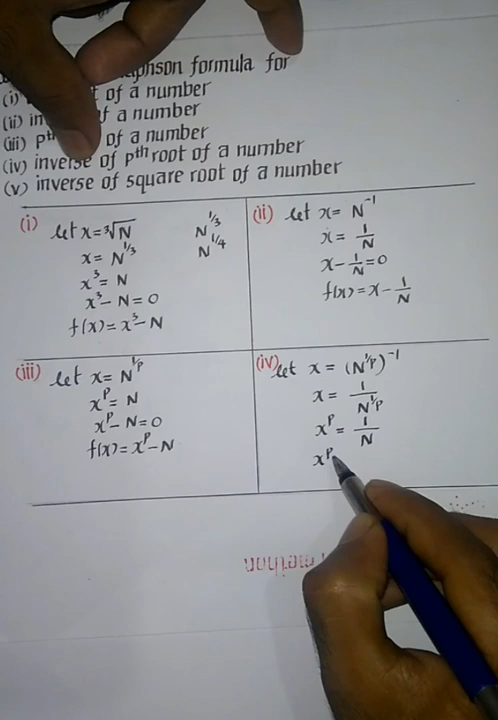 formula for
(i) of a number
(ii) of a number
(iii) pth of a number
(iv) inverse of pth root of a number
(v) inverse of square root of a number
(i) let x = ³√N N^1/3
x = N^1/3 N^1/4
x³ = N
x³ - N = 0
f(x) = x³ - N
(ii) let x = N⁻¹
x = 1/N
x - 1/N = 0
f(x) = x - 1/N
(iii) let x = N^1/p
x^p = N
x^p - N = 0
f(x) = x^p - N
(iv) let x = (N^1/p)⁻¹
x = 1/N^1/p
x^p = 1/N
x^p